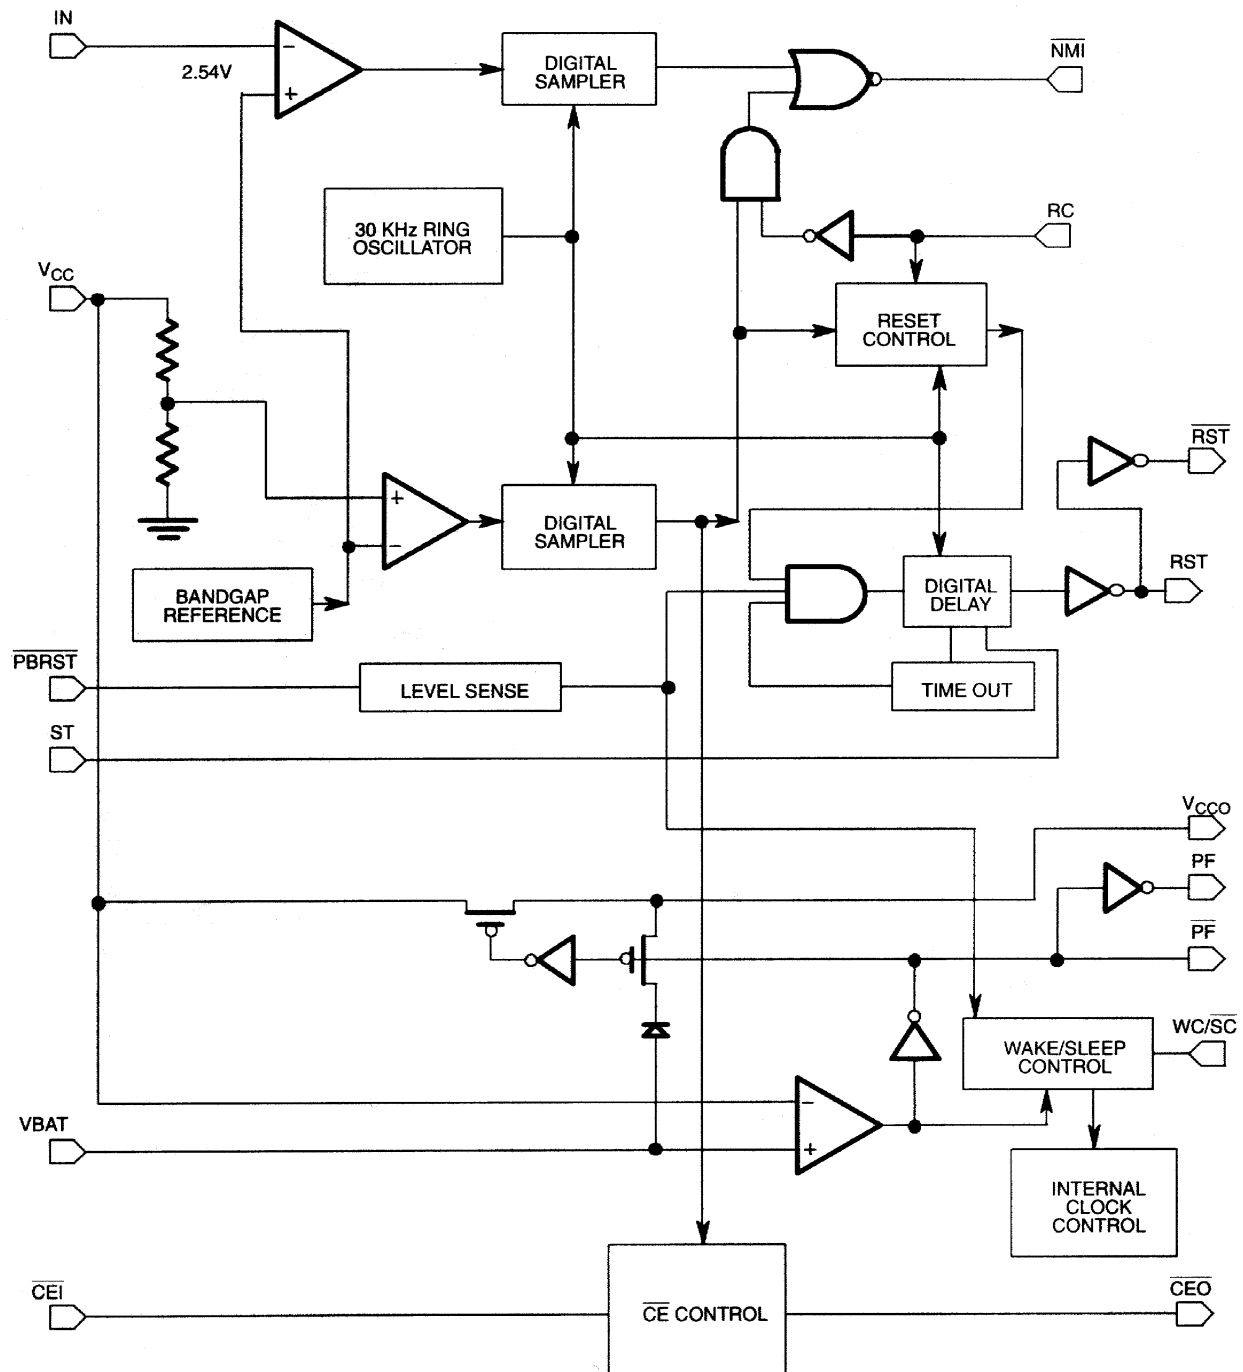 IN
NMI
2.54V
−
+
DIGITAL
SAMPLER
30 KHz RING
OSCILLATOR
RC
VCC
RESET
CONTROL
RST
+
−
DIGITAL
SAMPLER
BANDGAP
REFERENCE
DIGITAL
DELAY
RST
PBRST
LEVEL SENSE
TIME OUT
ST
VCCO
PF
PF
WAKE/SLEEP
CONTROL
WC/SC
VBAT
−
+
INTERNAL
CLOCK
CONTROL
CEI
CE CONTROL
CEO